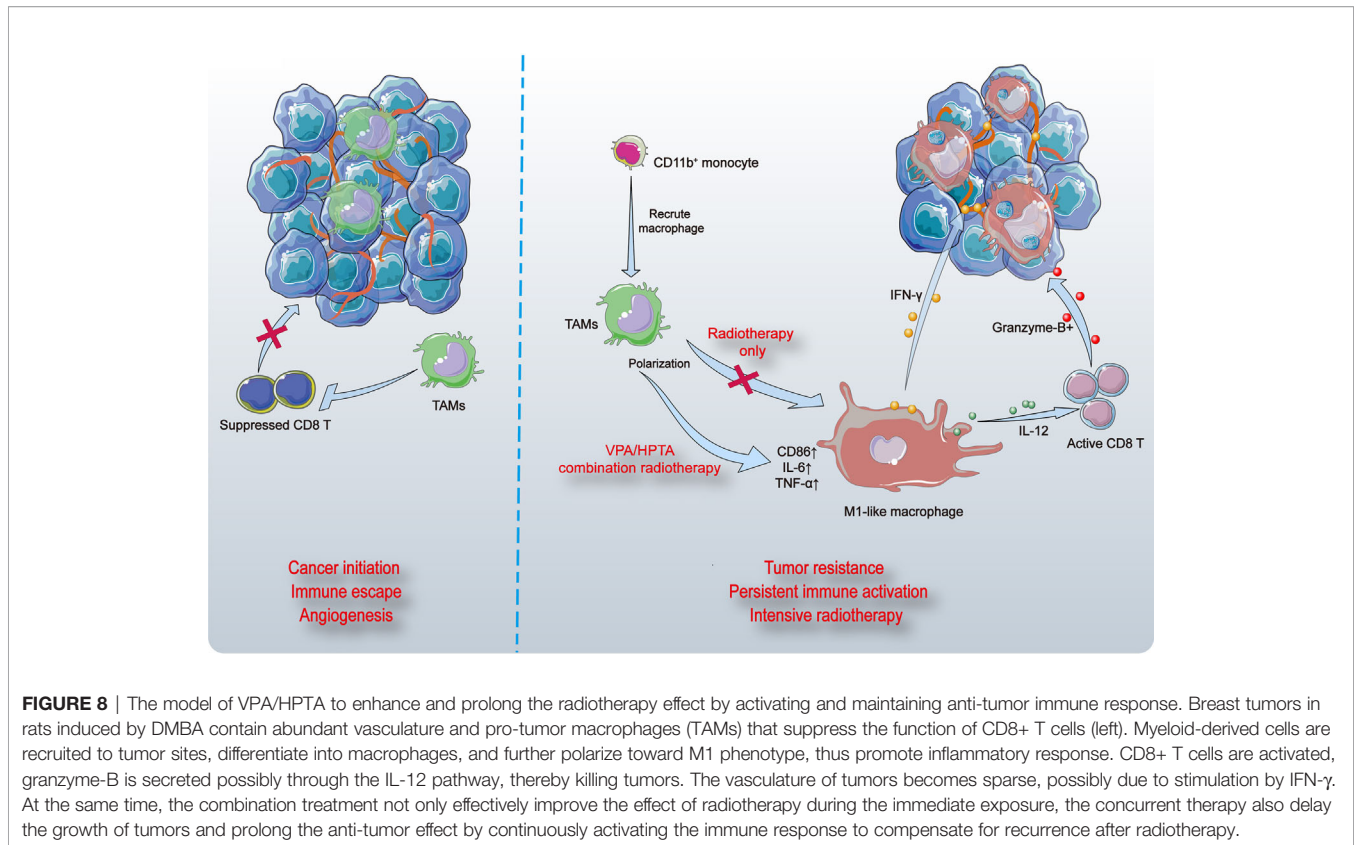 CD11b⁺ monocyte
Recrute
macrophage
TAMs
Polarization
Radiotherapy
only
VPA/HPTA
combination radiotherapy
CD86↑
IL-6↑
TNF-α↑
M1-like macrophage
IFN-γ
Granzyme-B+
IL-12
Active CD8 T
Suppressed CD8 T
TAMs
Cancer initiation
Immune escape
Angiogenesis
Tumor resistance
Persistent immune activation
Intensive radiotherapy
FIGURE 8 | The model of VPA/HPTA to enhance and prolong the radiotherapy effect by activating and maintaining anti-tumor immune response. Breast tumors in
rats induced by DMBA contain abundant vasculature and pro-tumor macrophages (TAMs) that suppress the function of CD8+ T cells (left). Myeloid-derived cells are
recruited to tumor sites, differentiate into macrophages, and further polarize toward M1 phenotype, thus promote inflammatory response. CD8+ T cells are activated,
granzyme-B is secreted possibly through the IL-12 pathway, thereby killing tumors. The vasculature of tumors becomes sparse, possibly due to stimulation by IFN-γ.
At the same time, the combination treatment not only effectively improve the effect of radiotherapy during the immediate exposure, the concurrent therapy also delay
the growth of tumors and prolong the anti-tumor effect by continuously activating the immune response to compensate for recurrence after radiotherapy.